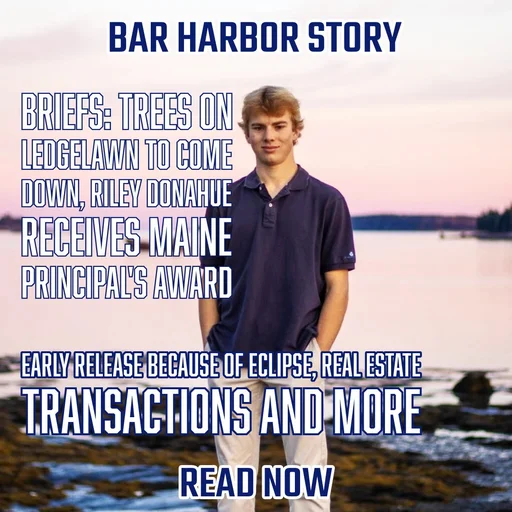 BAR HARBOR STORY
BRIEFS: TREES ON
LEDGELAWN TO COME
DOWN, RILEY DONAHUE
RECEIVES MAINE
PRINCIPAL'S AWARD
EARLY RELEASE BECAUSE OF ECLIPSE, REAL ESTATE
TRANSACTIONS AND MORE
READ NOW